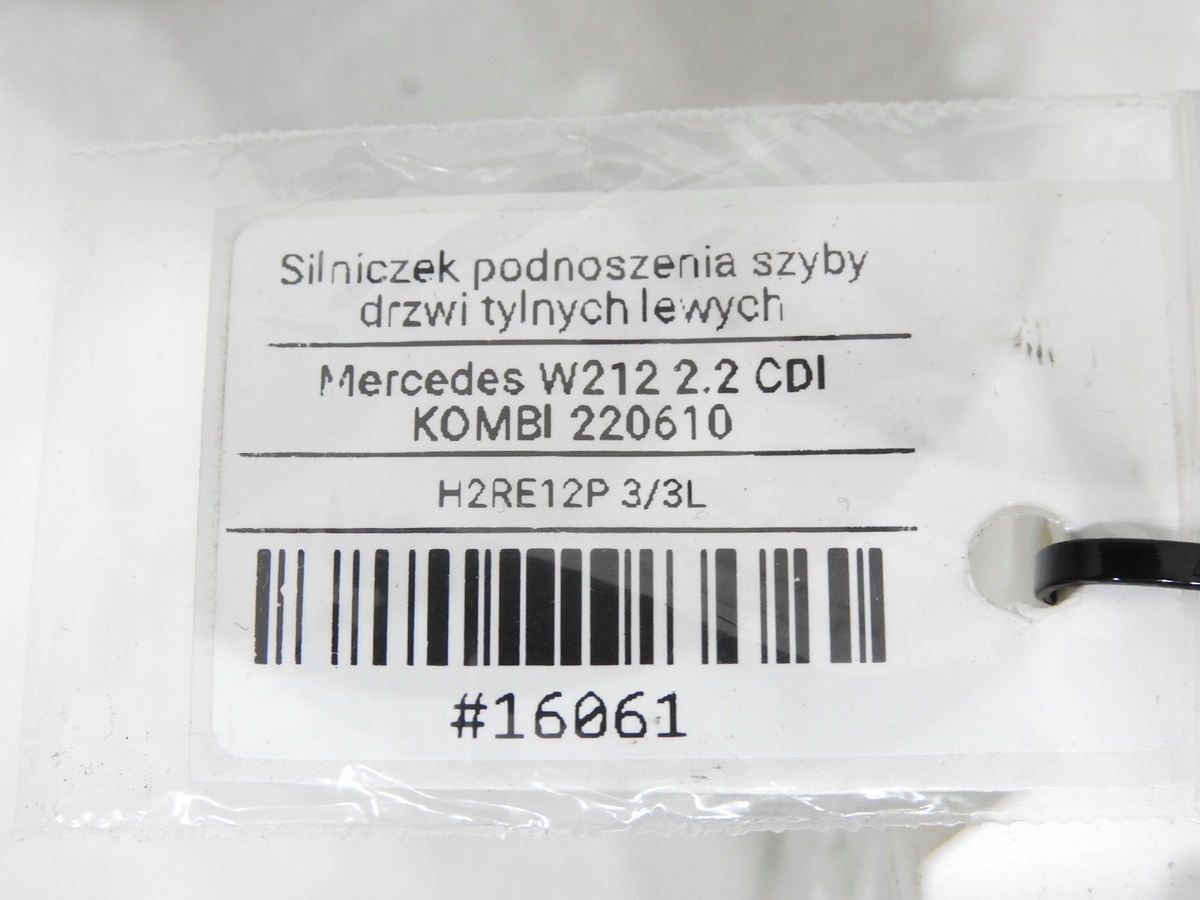 Silniczek podnoszenia szyby
drzwi tylnych lewych
Mercedes W212 2.2 CDI
KOMBI 220610
H2RE12P 3/3L
#16061